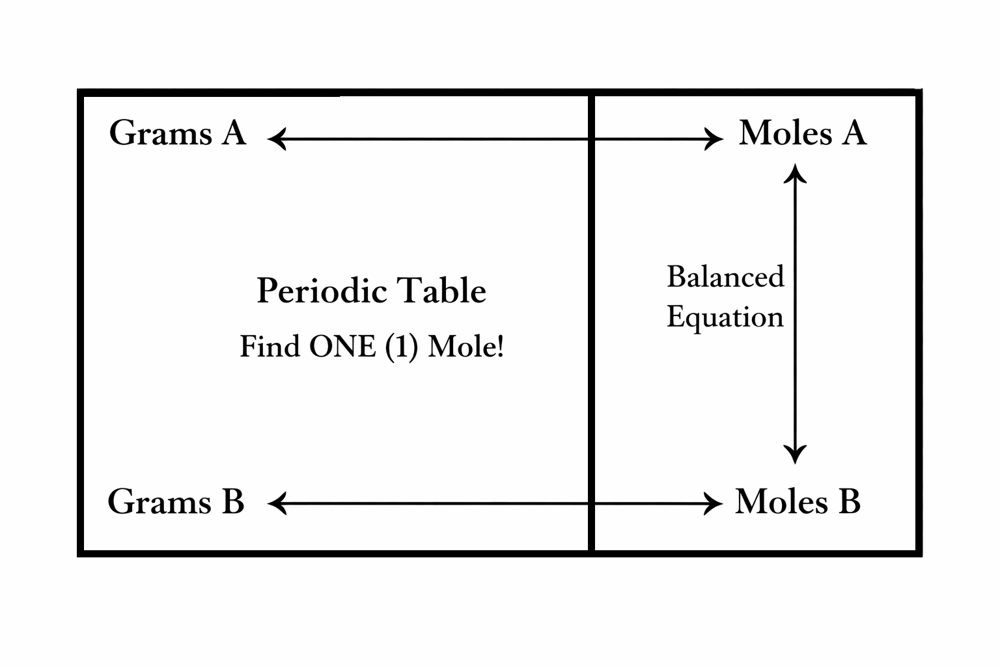 Grams A
Moles A
Periodic Table
Find ONE (1) Mole!
Balanced
Equation
Grams B
Moles B